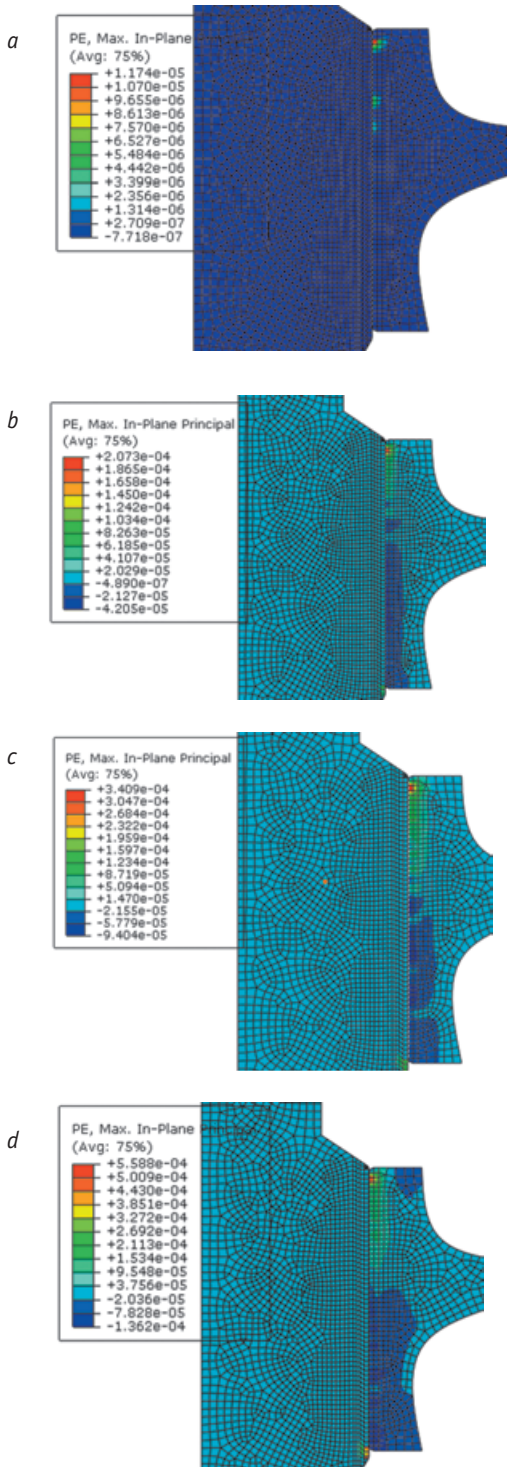 a
PE, Max. In-Plane Principal
(Avg: 75%)
+1.174e-05
+1.070e-05
+9.655e-06
+8.613e-06
+7.570e-06
+6.527e-06
+5.484e-06
+4.442e-06
+3.399e-06
+2.356e-06
+1.314e-06
+2.709e-07
-7.718e-07
b
PE, Max. In-Plane Principal
(Avg: 75%)
+2.073e-04
+1.865e-04
+1.658e-04
+1.450e-04
+1.242e-04
+1.034e-04
+8.263e-05
+6.185e-05
+4.107e-05
+2.029e-05
-4.890e-07
-2.127e-05
-4.205e-05
c
PE, Max. In-Plane Principal
(Avg: 75%)
+3.409e-04
+3.047e-04
+2.684e-04
+2.322e-04
+1.959e-04
+1.597e-04
+1.234e-04
+8.719e-05
+5.094e-05
+1.470e-05
-2.155e-05
-5.779e-05
-9.404e-05
d
PE, Max. In-Plane Principal
(Avg: 75%)
+5.588e-04
+5.009e-04
+4.430e-04
+3.851e-04
+3.272e-04
+2.692e-04
+2.113e-04
+1.534e-04
+9.548e-05
+3.756e-05
-2.036e-05
-7.828e-05
-1.362e-04